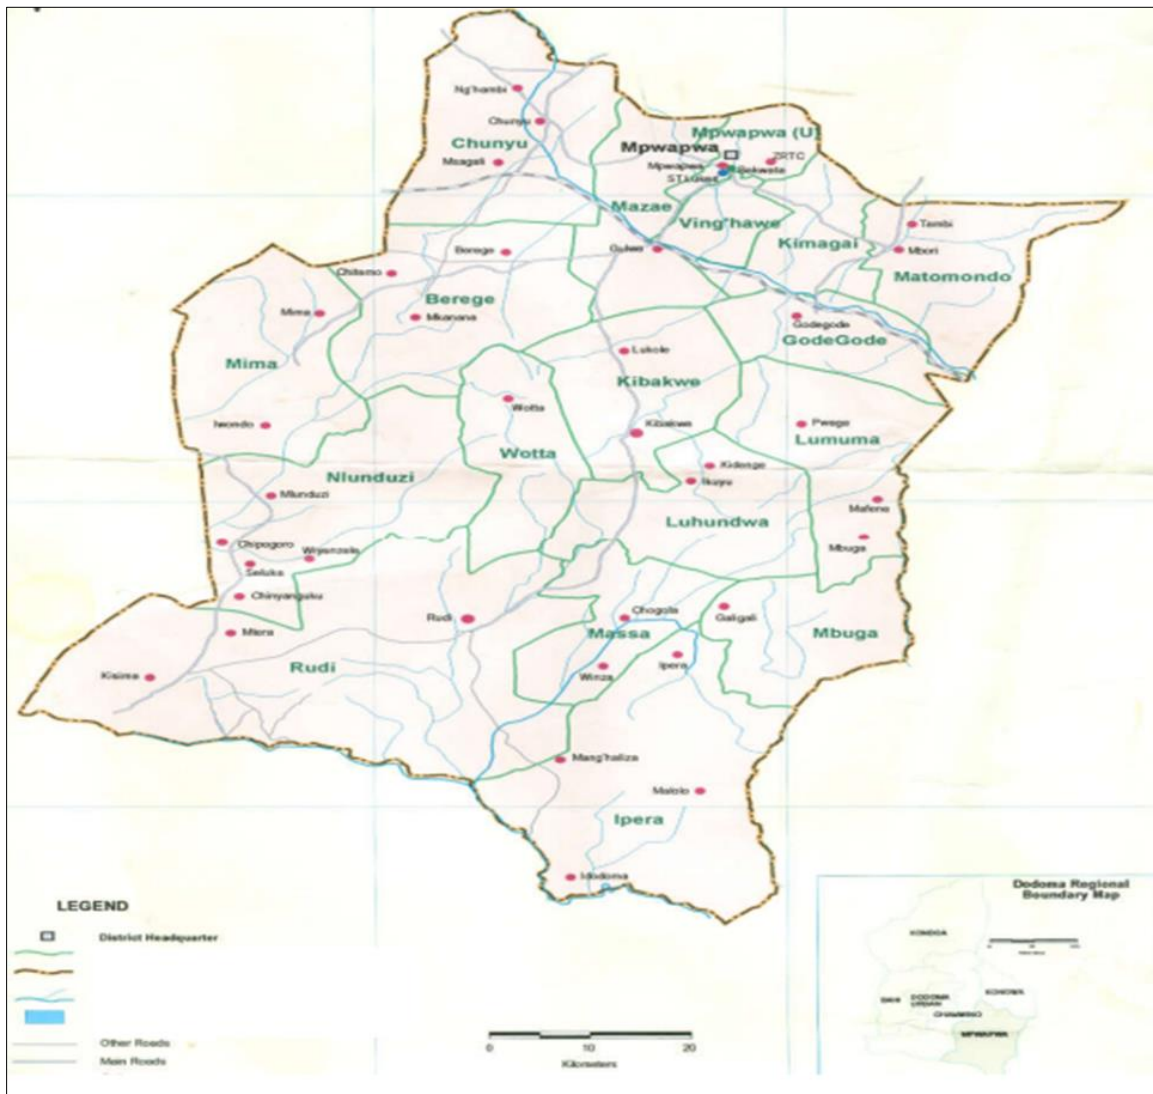 Ng'hambi
Chunyu
Chunyu
Msagali
Mpwapwa (U)
Mpwapwa
ZRTC
Mpwapwa
Mazae
Ving'hawe
Kimagai
Tambi
Mbori
Matomondo
Berege
Gulwe
Chitemo
Berege
Mima
Mkanana
Godegode
GodeGode
Mima
Lukole
Kibakwe
Wotta
Iwondo
Kibakwe
Pwaga
Lumuma
Wotta
Nlunduzi
Kidenge
Ikuyu
Mlunduzi
Luhundwa
Mafene
Chipogoro
Mbuga
Seluka
Chinyanguku
Chogola
Galigali
Rudi
Massa
Mbuga
Mtera
Rudi
Winza
Ipera
Kisima
Mang'haliza
Malolo
Ipera
Idodoma
LEGEND
District Headquarter
Other Roads
Main Roads
0 10 20
Kilometers
Dodoma Regional
Boundary Map
KONDOA
KONGWA
BAHI
DODOMA
URBAN
CHAMWINO
MPWAPWA